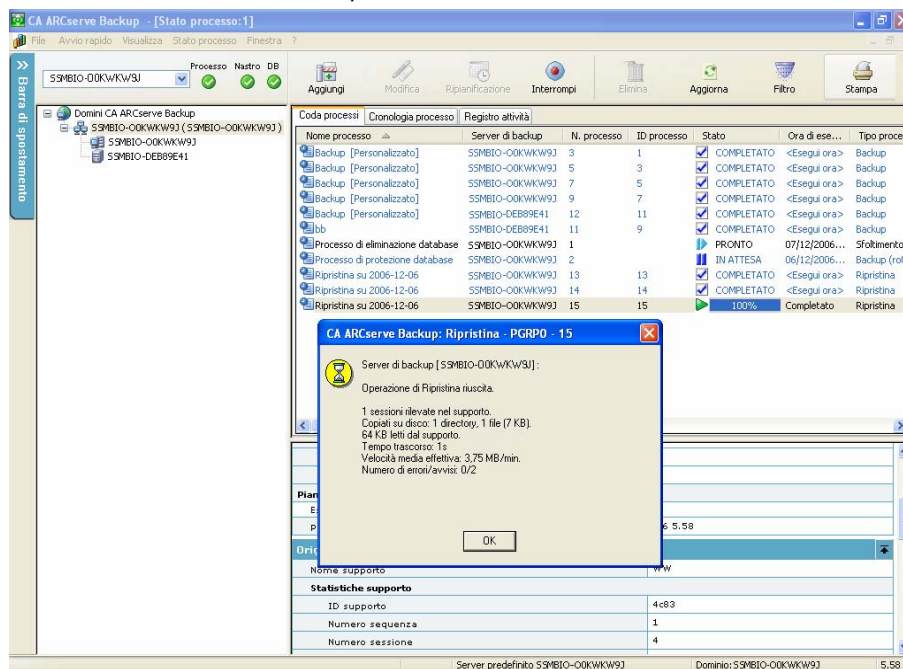 CA ARCserve Backup - [Stato processo:1]
File Avvio rapido Visualizza Stato processo Finestra ?
Barra di spostamento
SSMBIO-O0KWKW9J
Processo Nastro DB
Aggiungi Modifica Ripianificazione Interrompi Elimina Aggiorna Filtro Stampa
Domini CA ARCserve Backup
SSMBIO-O0KWKW9J (SSMBIO-O0KWKW9J)
SSMBIO-O0KWKW9J
SSMBIO-DEB89E41
Coda processi Cronologia processo Registro attività
Nome processo Server di backup N. processo ID processo Stato Ora di ese... Tipo proce
Backup [Personalizzato] SSMBIO-O0KWKW9J 3 1 COMPLETATO <Esegui ora> Backup
Backup [Personalizzato] SSMBIO-O0KWKW9J 5 3 COMPLETATO <Esegui ora> Backup
Backup [Personalizzato] SSMBIO-O0KWKW9J 7 5 COMPLETATO <Esegui ora> Backup
Backup [Personalizzato] SSMBIO-O0KWKW9J 9 7 COMPLETATO <Esegui ora> Backup
Backup [Personalizzato] SSMBIO-DEB89E41 12 11 COMPLETATO <Esegui ora> Backup
bb SSMBIO-DEB89E41 11 9 COMPLETATO <Esegui ora> Backup
Processo di eliminazione database SSMBIO-O0KWKW9J 1 PRONTO 07/12/2006... Sfoltimento
Processo di protezione database SSMBIO-O0KWKW9J 2 IN ATTESA 06/12/2006... Backup (rot
Ripristina su 2006-12-06 SSMBIO-O0KWKW9J 13 13 COMPLETATO <Esegui ora> Ripristina
Ripristina su 2006-12-06 SSMBIO-O0KWKW9J 14 14 COMPLETATO <Esegui ora> Ripristina
Ripristina su 2006-12-06 SSMBIO-O0KWKW9J 15 15 100% Completato Ripristina
CA ARCserve Backup: Ripristina - PGRP0 - 15
Server di backup [SSMBIO-O0KWKW9J] :
Operazione di Ripristina riuscita.
1 sessioni rilevate nel supporto.
Copiati su disco: 1 directory, 1 file (7 KB).
64 KB letti dal supporto.
Tempo trascorso: 1s
Velocità media effettiva: 3,75 MB/min.
Numero di errori/avvisi: 0/2
OK
Pian
6 5.58
Orig
Nome supporto WW
Statistiche supporto
ID supporto 4c83
Numero sequenza 1
Numero sessione 4
Server predefinito SSMBIO-O0KWKW9J Dominio: SSMBIO-O0KWKW9J 5.58